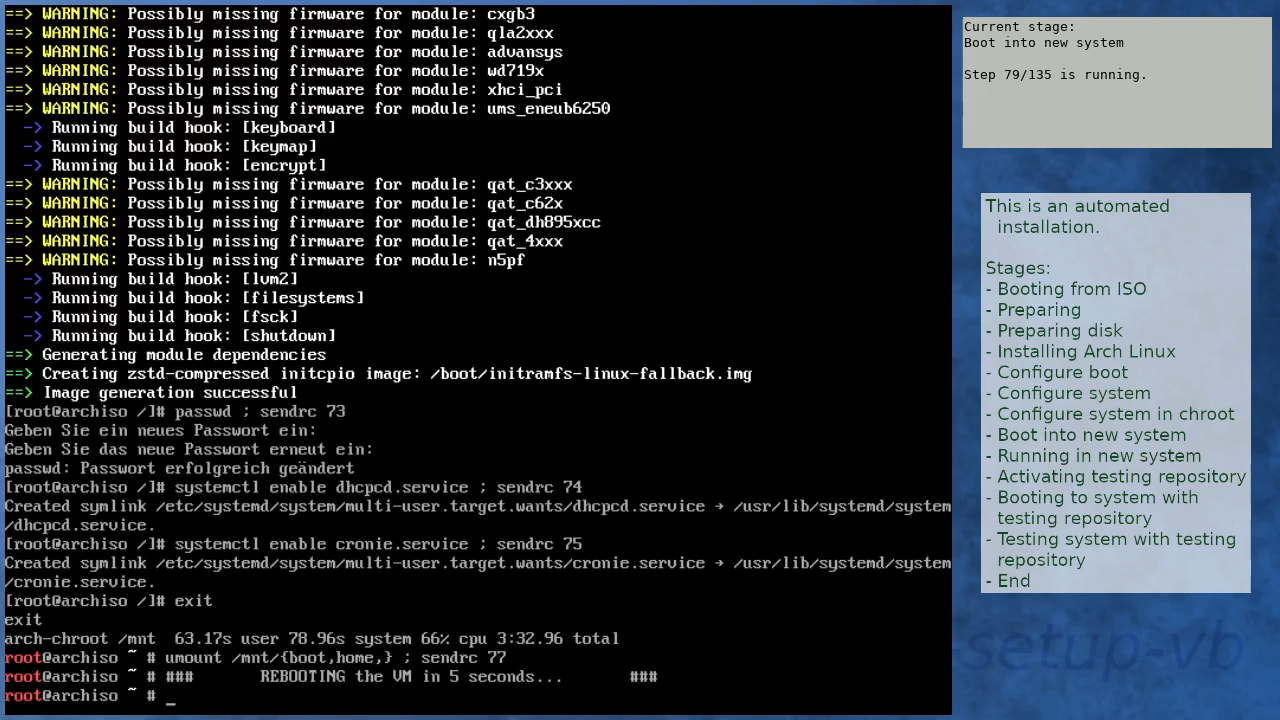 ==> WARNING: Possibly missing firmware for module: cxgb3
==> WARNING: Possibly missing firmware for module: qla2xxx
==> WARNING: Possibly missing firmware for module: advansys
==> WARNING: Possibly missing firmware for module: wd719x
==> WARNING: Possibly missing firmware for module: xhci_pci
==> WARNING: Possibly missing firmware for module: ums_eneub6250
  -> Running build hook: [keyboard]
  -> Running build hook: [keymap]
  -> Running build hook: [encrypt]
==> WARNING: Possibly missing firmware for module: qat_c3xxx
==> WARNING: Possibly missing firmware for module: qat_c62x
==> WARNING: Possibly missing firmware for module: qat_dh895xcc
==> WARNING: Possibly missing firmware for module: qat_4xxx
==> WARNING: Possibly missing firmware for module: n5pf
  -> Running build hook: [lvm2]
  -> Running build hook: [filesystems]
  -> Running build hook: [fsck]
  -> Running build hook: [shutdown]
==> Generating module dependencies
==> Creating zstd-compressed initcpio image: /boot/initramfs-linux-fallback.img
==> Image generation successful
[root@archiso /]# passwd ; sendrc 73
Geben Sie ein neues Passwort ein:
Geben Sie das neue Passwort erneut ein:
passwd: Passwort erfolgreich geändert
[root@archiso /]# systemctl enable dhcpcd.service ; sendrc 74
Created symlink /etc/systemd/system/multi-user.target.wants/dhcpcd.service → /usr/lib/systemd/system
/dhcpcd.service.
[root@archiso /]# systemctl enable cronie.service ; sendrc 75
Created symlink /etc/systemd/system/multi-user.target.wants/cronie.service → /usr/lib/systemd/system
/cronie.service.
[root@archiso /]# exit
exit
arch-chroot /mnt  63.17s user 78.96s system 66% cpu 3:32.96 total
root@archiso ~ # umount /mnt/{boot,home,} ; sendrc 77
root@archiso ~ # ###       REBOOTING the VM in 5 seconds...       ###
root@archiso ~ # _
Current stage:
Boot into new system
Step 79/135 is running.
This is an automated
installation.
Stages:
- Booting from ISO
- Preparing
- Preparing disk
- Installing Arch Linux
- Configure boot
- Configure system
- Configure system in chroot
- Boot into new system
- Running in new system
- Activating testing repository
- Booting to system with
testing repository
- Testing system with testing
repository
- End
setup-vb